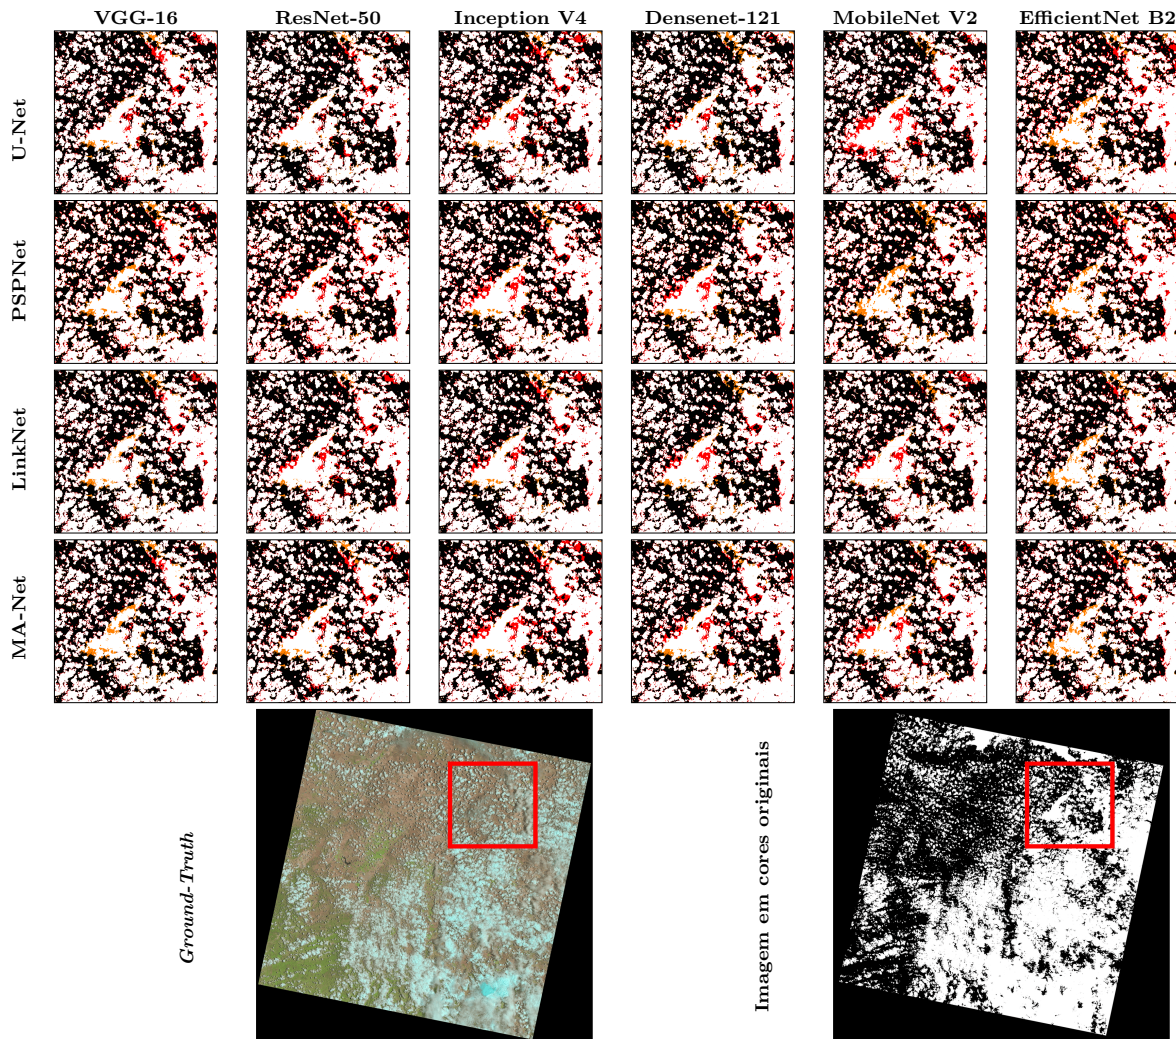 VGG-16
ResNet-50
Inception V4
Densenet-121
MobileNet V2
EfficientNet B2
U-Net
PSPNet
LinkNet
MA-Net
Ground-Truth
Imagem em cores originais